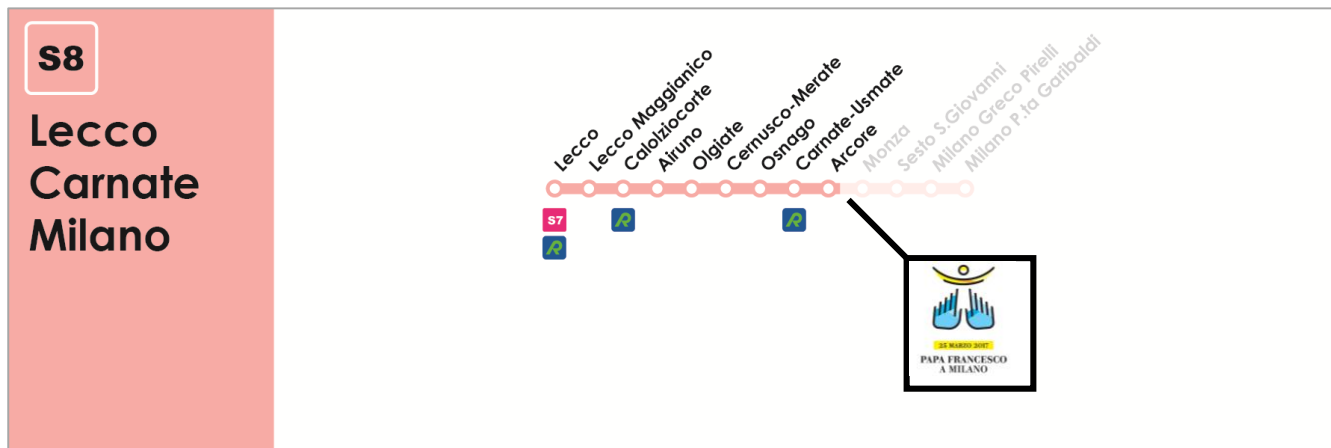 S8
Lecco
Carnate
Milano
Lecco
Lecco Maggianico
Calolziocorte
Airuno
Olgiate
Cernusco-Merate
Osnago
Carnate-Usmate
Arcore
Monza
Sesto S.Giovanni
Milano Greco Pirelli
Milano P.ta Garibaldi
S7
R
R
R
25 MARZO 2017
PAPA FRANCESCO
A MILANO